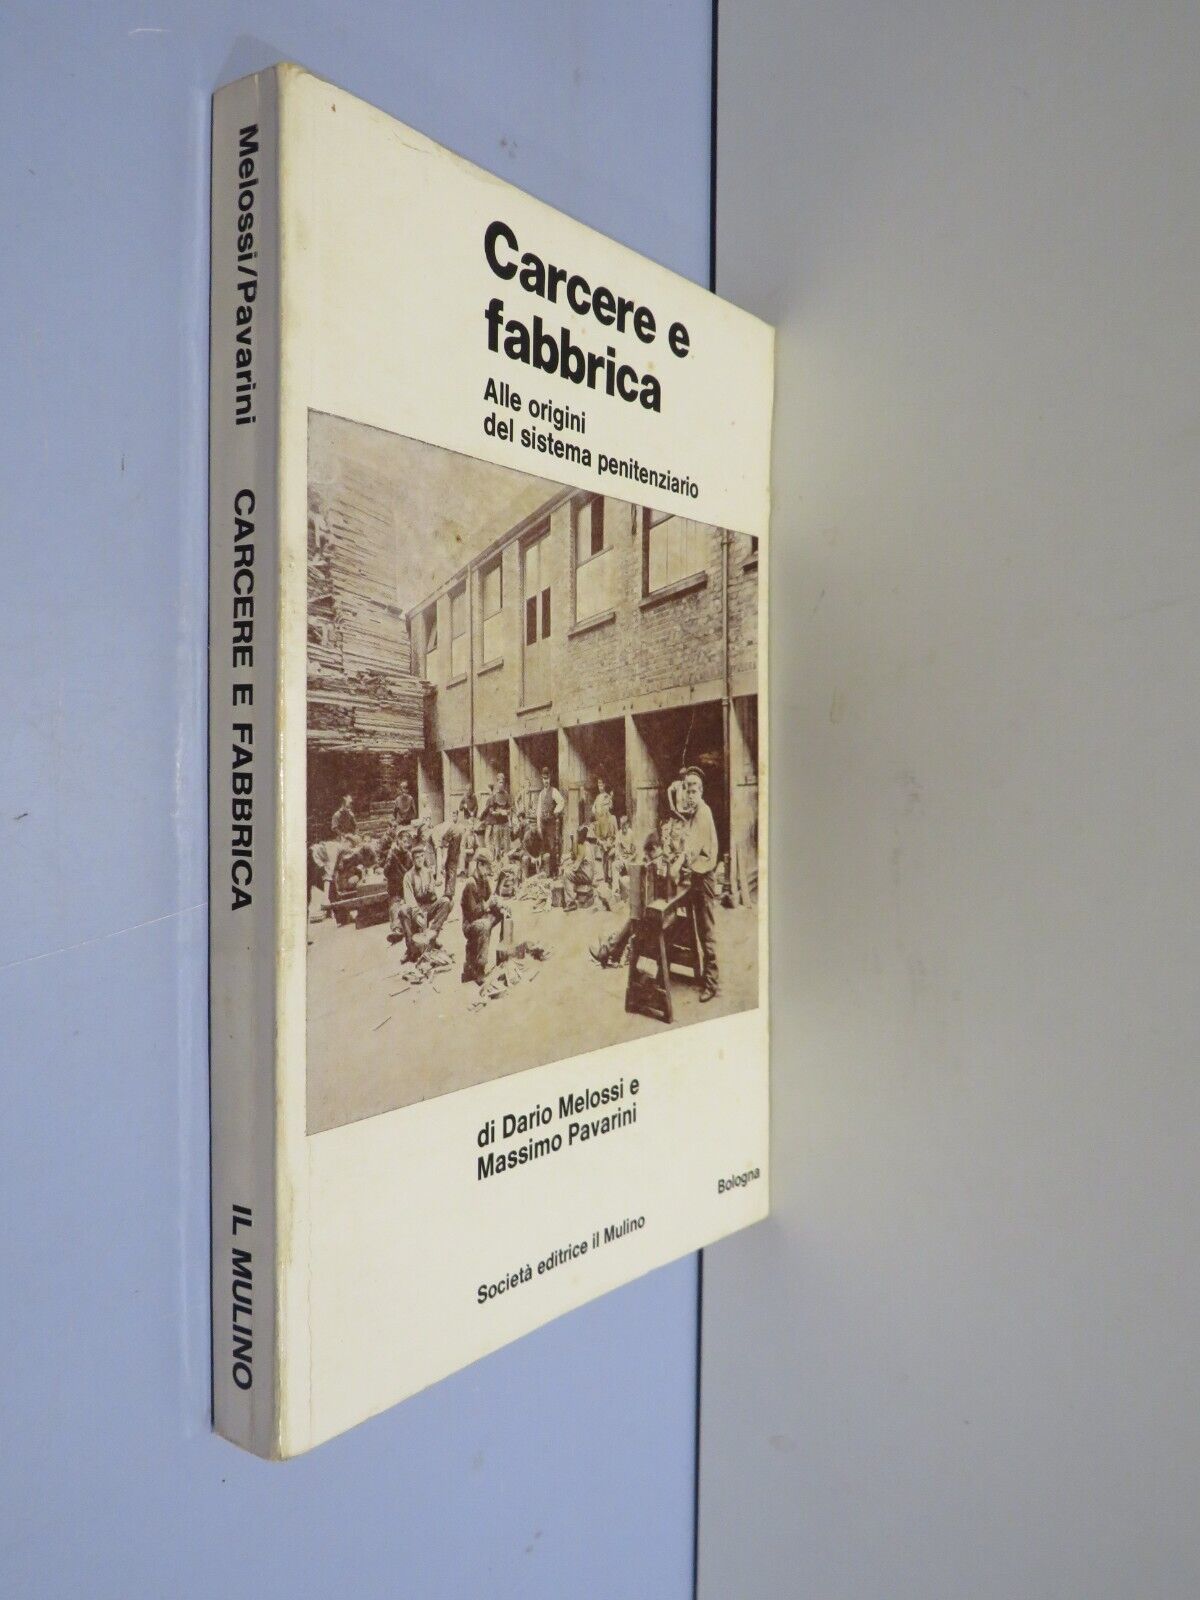 Melossi/Pavarini CARCERE E FABBRICA IL MULINO
Carcere e
fabbrica
Alle origini
del sistema penitenziario
di Dario Melossi e
Massimo Pavarini
Bologna
Società editrice il Mulino